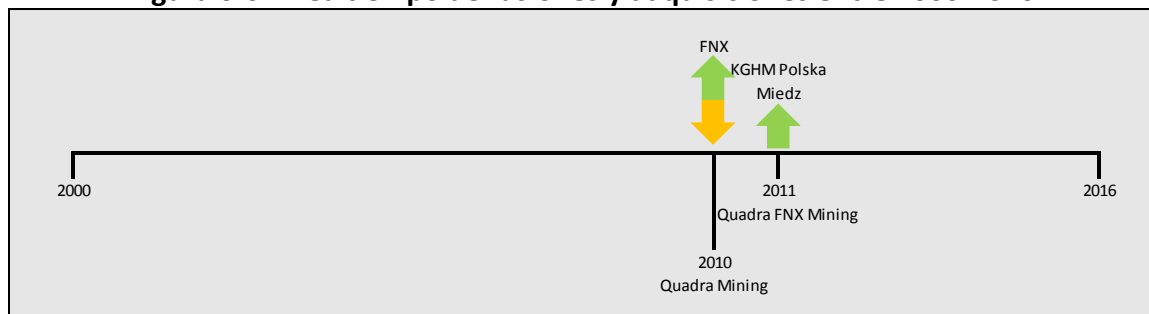 FNX
KGHM Polska
Miedz
2000
2011
2016
Quadra FNX Mining
2010
Quadra Mining